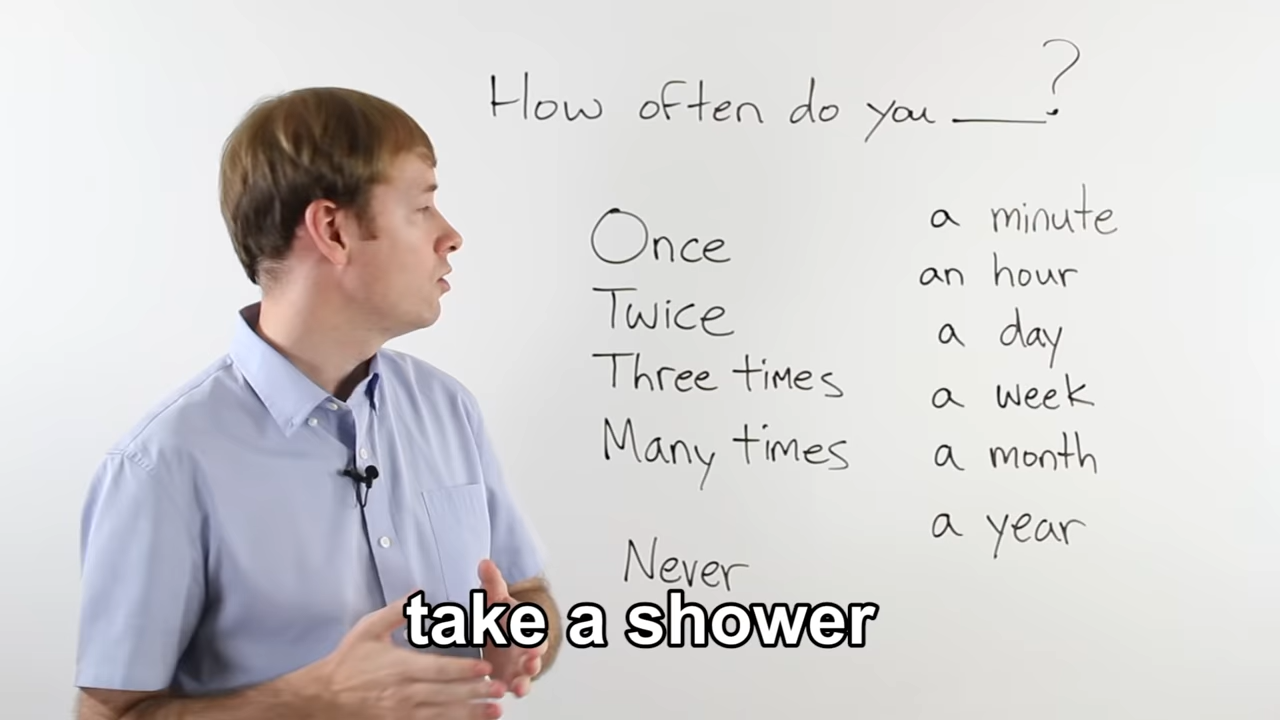 How often do you ___?
Once
Twice
Three times
Many times
Never
a minute
an hour
a day
a week
a month
a year
take a shower